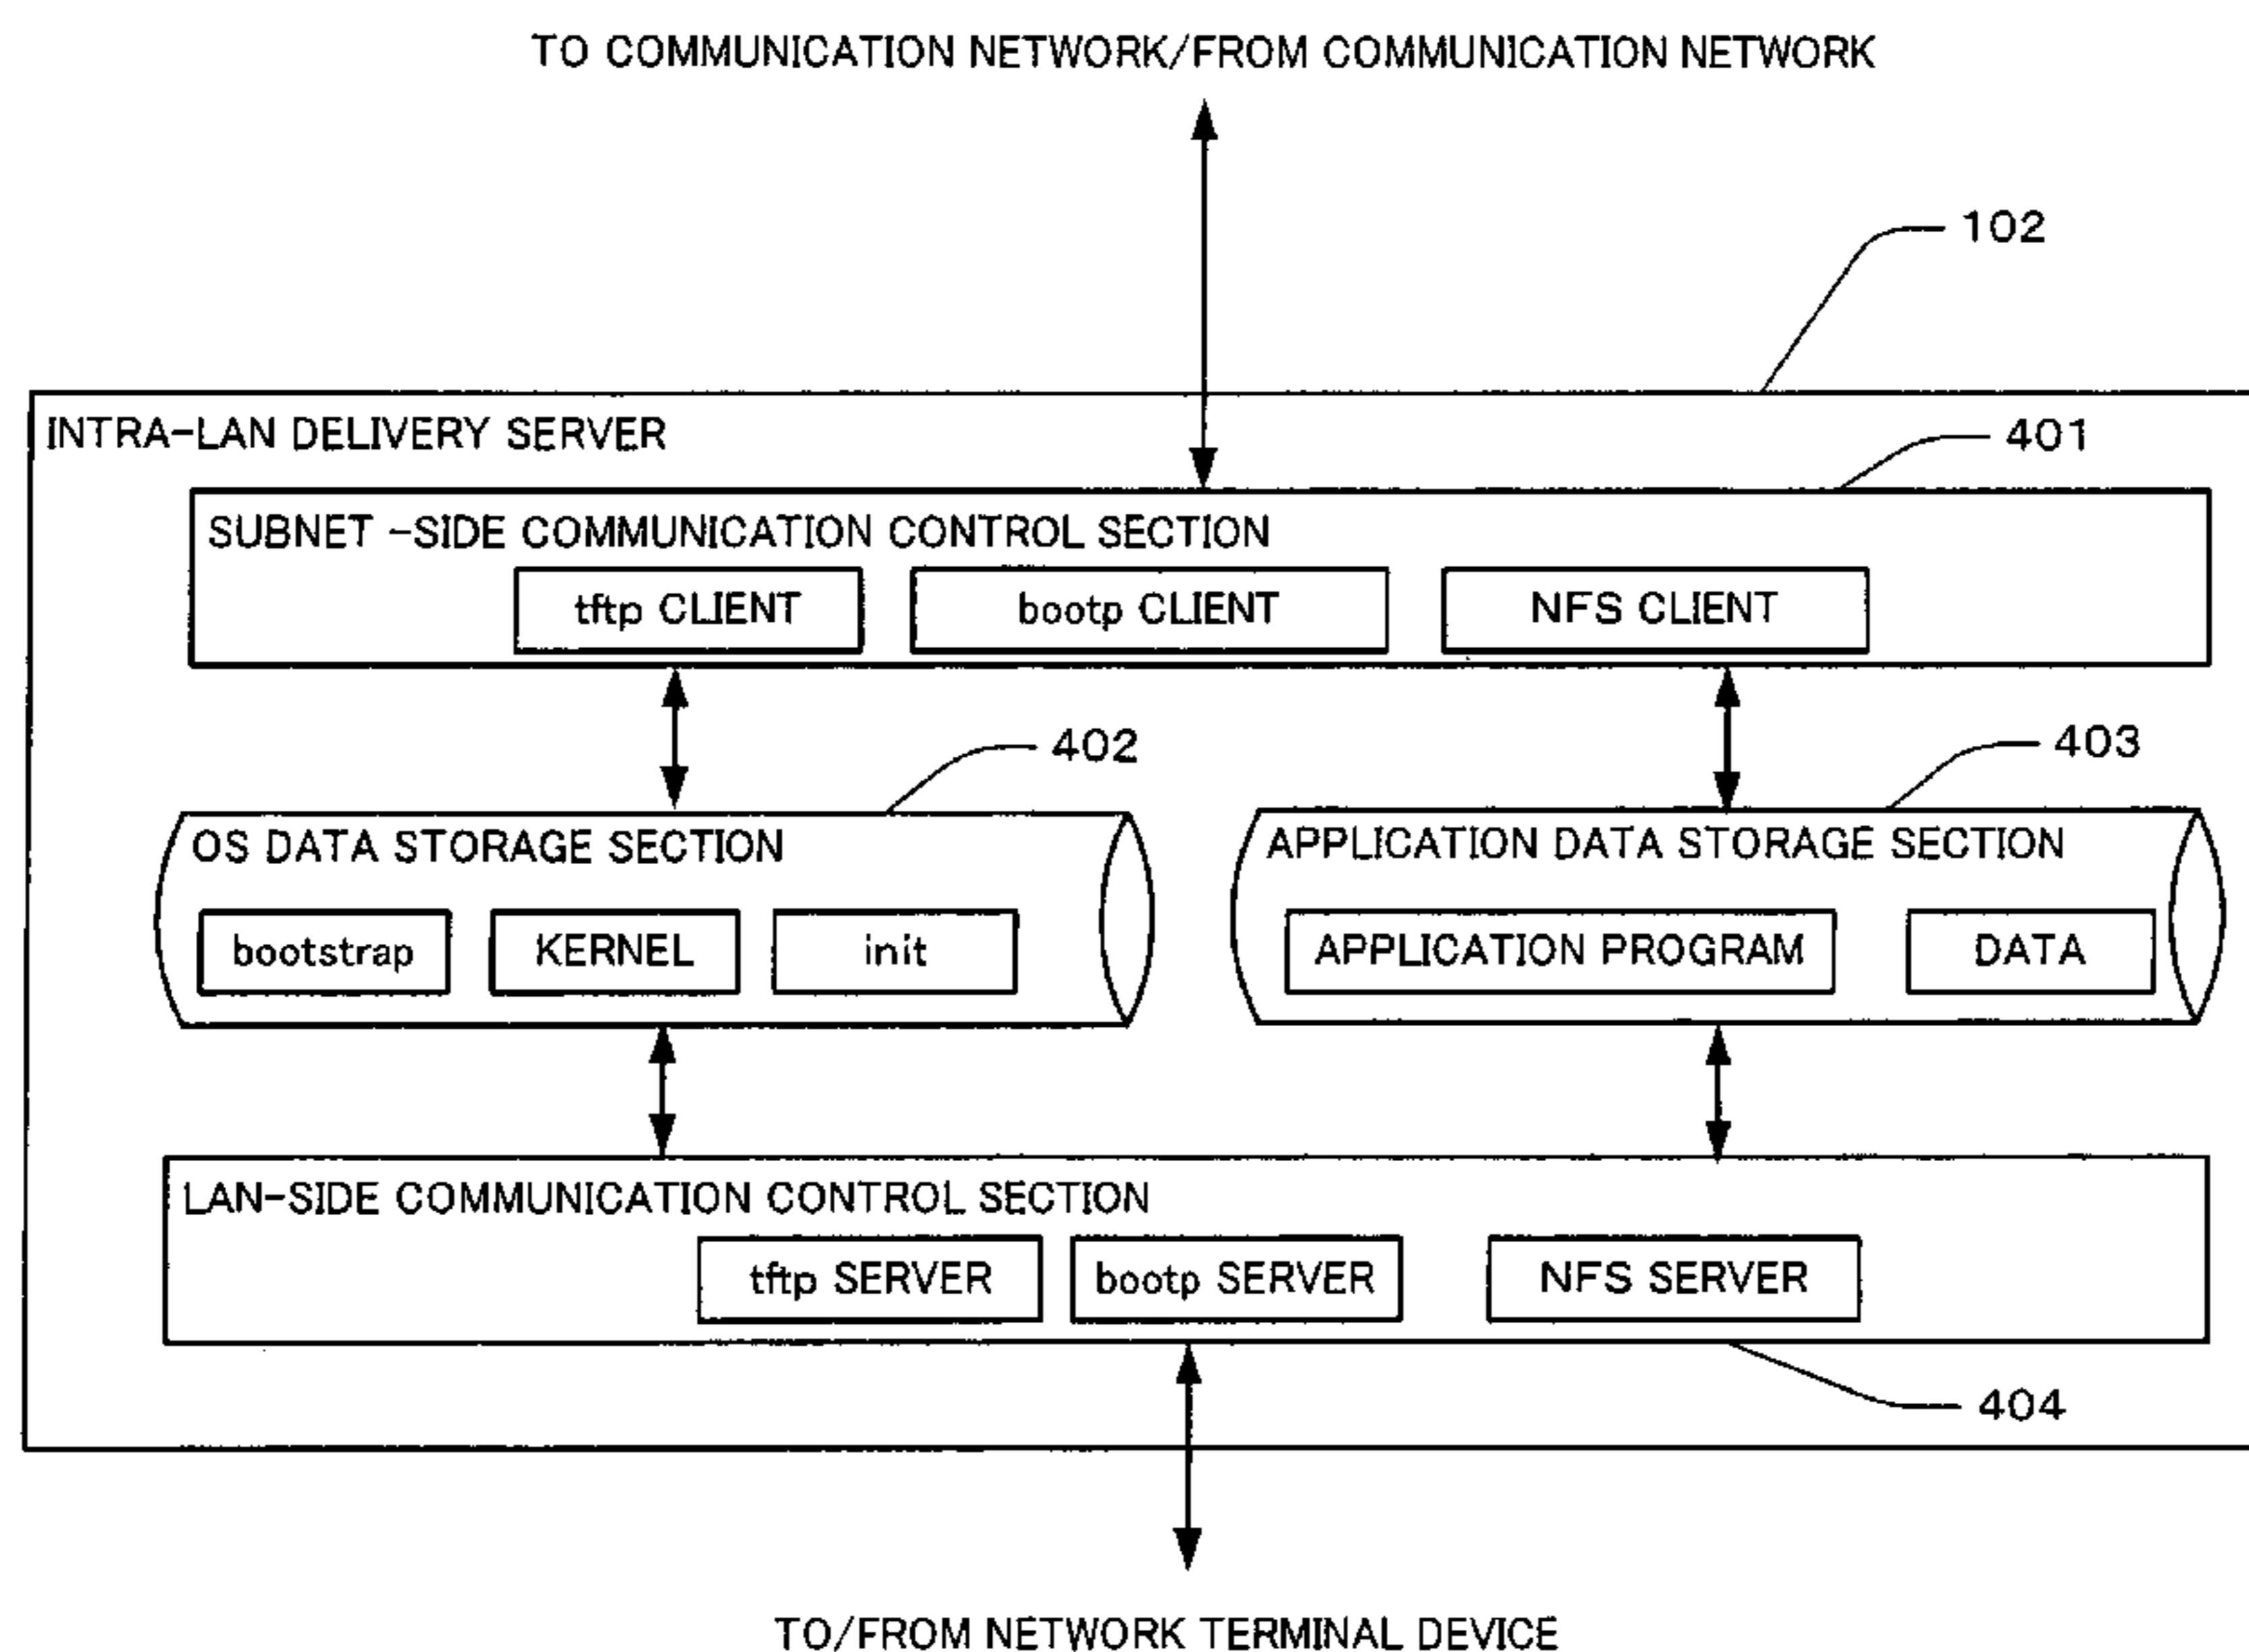 TO COMMUNICATION NETWORK/FROM COMMUNICATION NETWORK
102
INTRA-LAN DELIVERY SERVER
401
SUBNET -SIDE COMMUNICATION CONTROL SECTION
tftp CLIENT
bootp CLIENT
NFS CLIENT
402
403
OS DATA STORAGE SECTION
bootstrap
KERNEL
init
APPLICATION DATA STORAGE SECTION
APPLICATION PROGRAM
DATA
LAN-SIDE COMMUNICATION CONTROL SECTION
tftp SERVER
bootp SERVER
NFS SERVER
404
TO/FROM NETWORK TERMINAL DEVICE